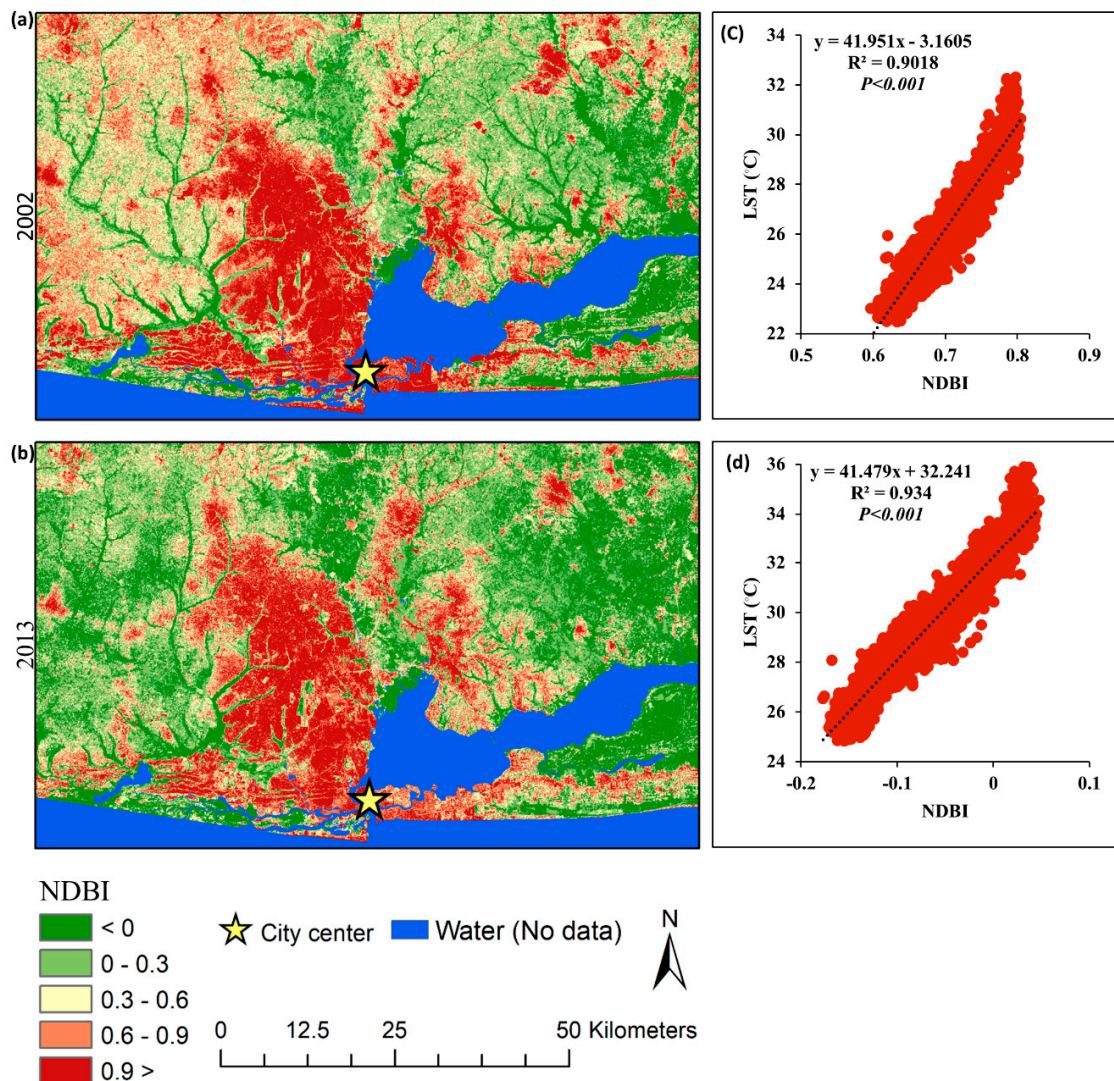 (a)
2002
(C)
y = 41.951x - 3.1605
R² = 0.9018
P<0.001
34
32
30
28
26
24
22
LST (°C)
0.5 0.6 0.7 0.8 0.9
NDBI
(b)
2013
(d)
y = 41.479x + 32.241
R² = 0.934
P<0.001
36
34
32
30
28
26
24
LST (°C)
-0.2 -0.1 0 0.1
NDBI
NDBI
< 0
0 - 0.3
0.3 - 0.6
0.6 - 0.9
0.9 >
City center
Water (No data)
N
0 12.5 25 50 Kilometers